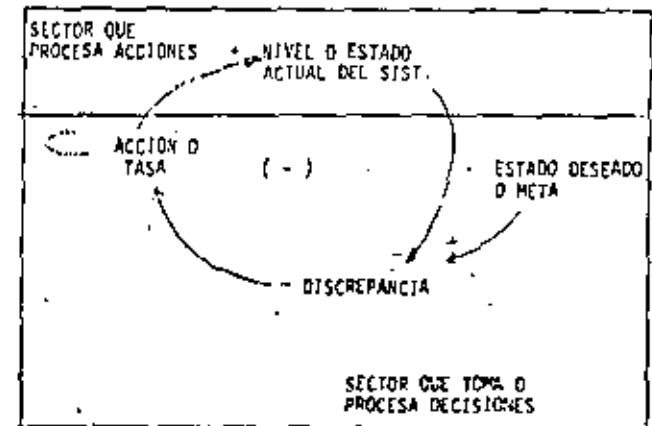 SECTOR QUE
PROCESA ACCIONES
+ NIVEL O ESTADO
ACTUAL DEL SIST.
ACCION O
TASA
( - )
ESTADO DESEADO
O META
- +
DISCREPANCIA
SECTOR QUE TOMA O
PROCESA DECISIONES